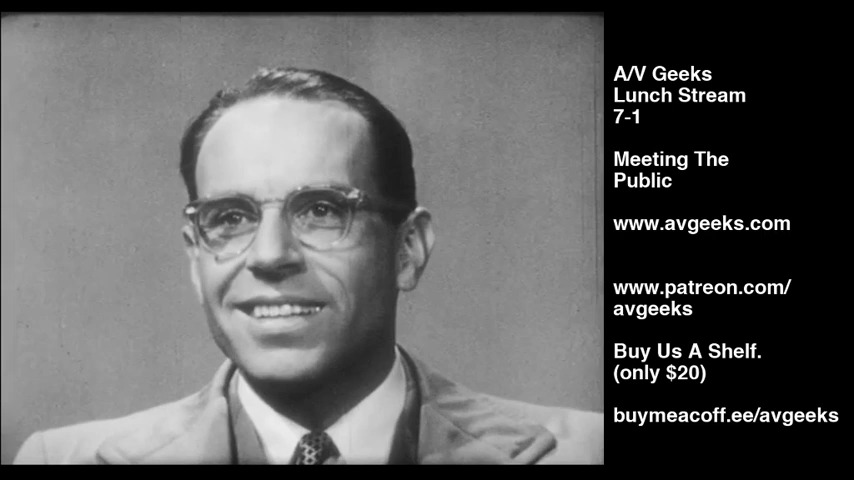 A/V Geeks
Lunch Stream
7-1
Meeting The
Public
www.avgeeks.com
www.patreon.com/
avgeeks
Buy Us A Shelf.
(only $20)
buymeacoff.ee/avgeeks